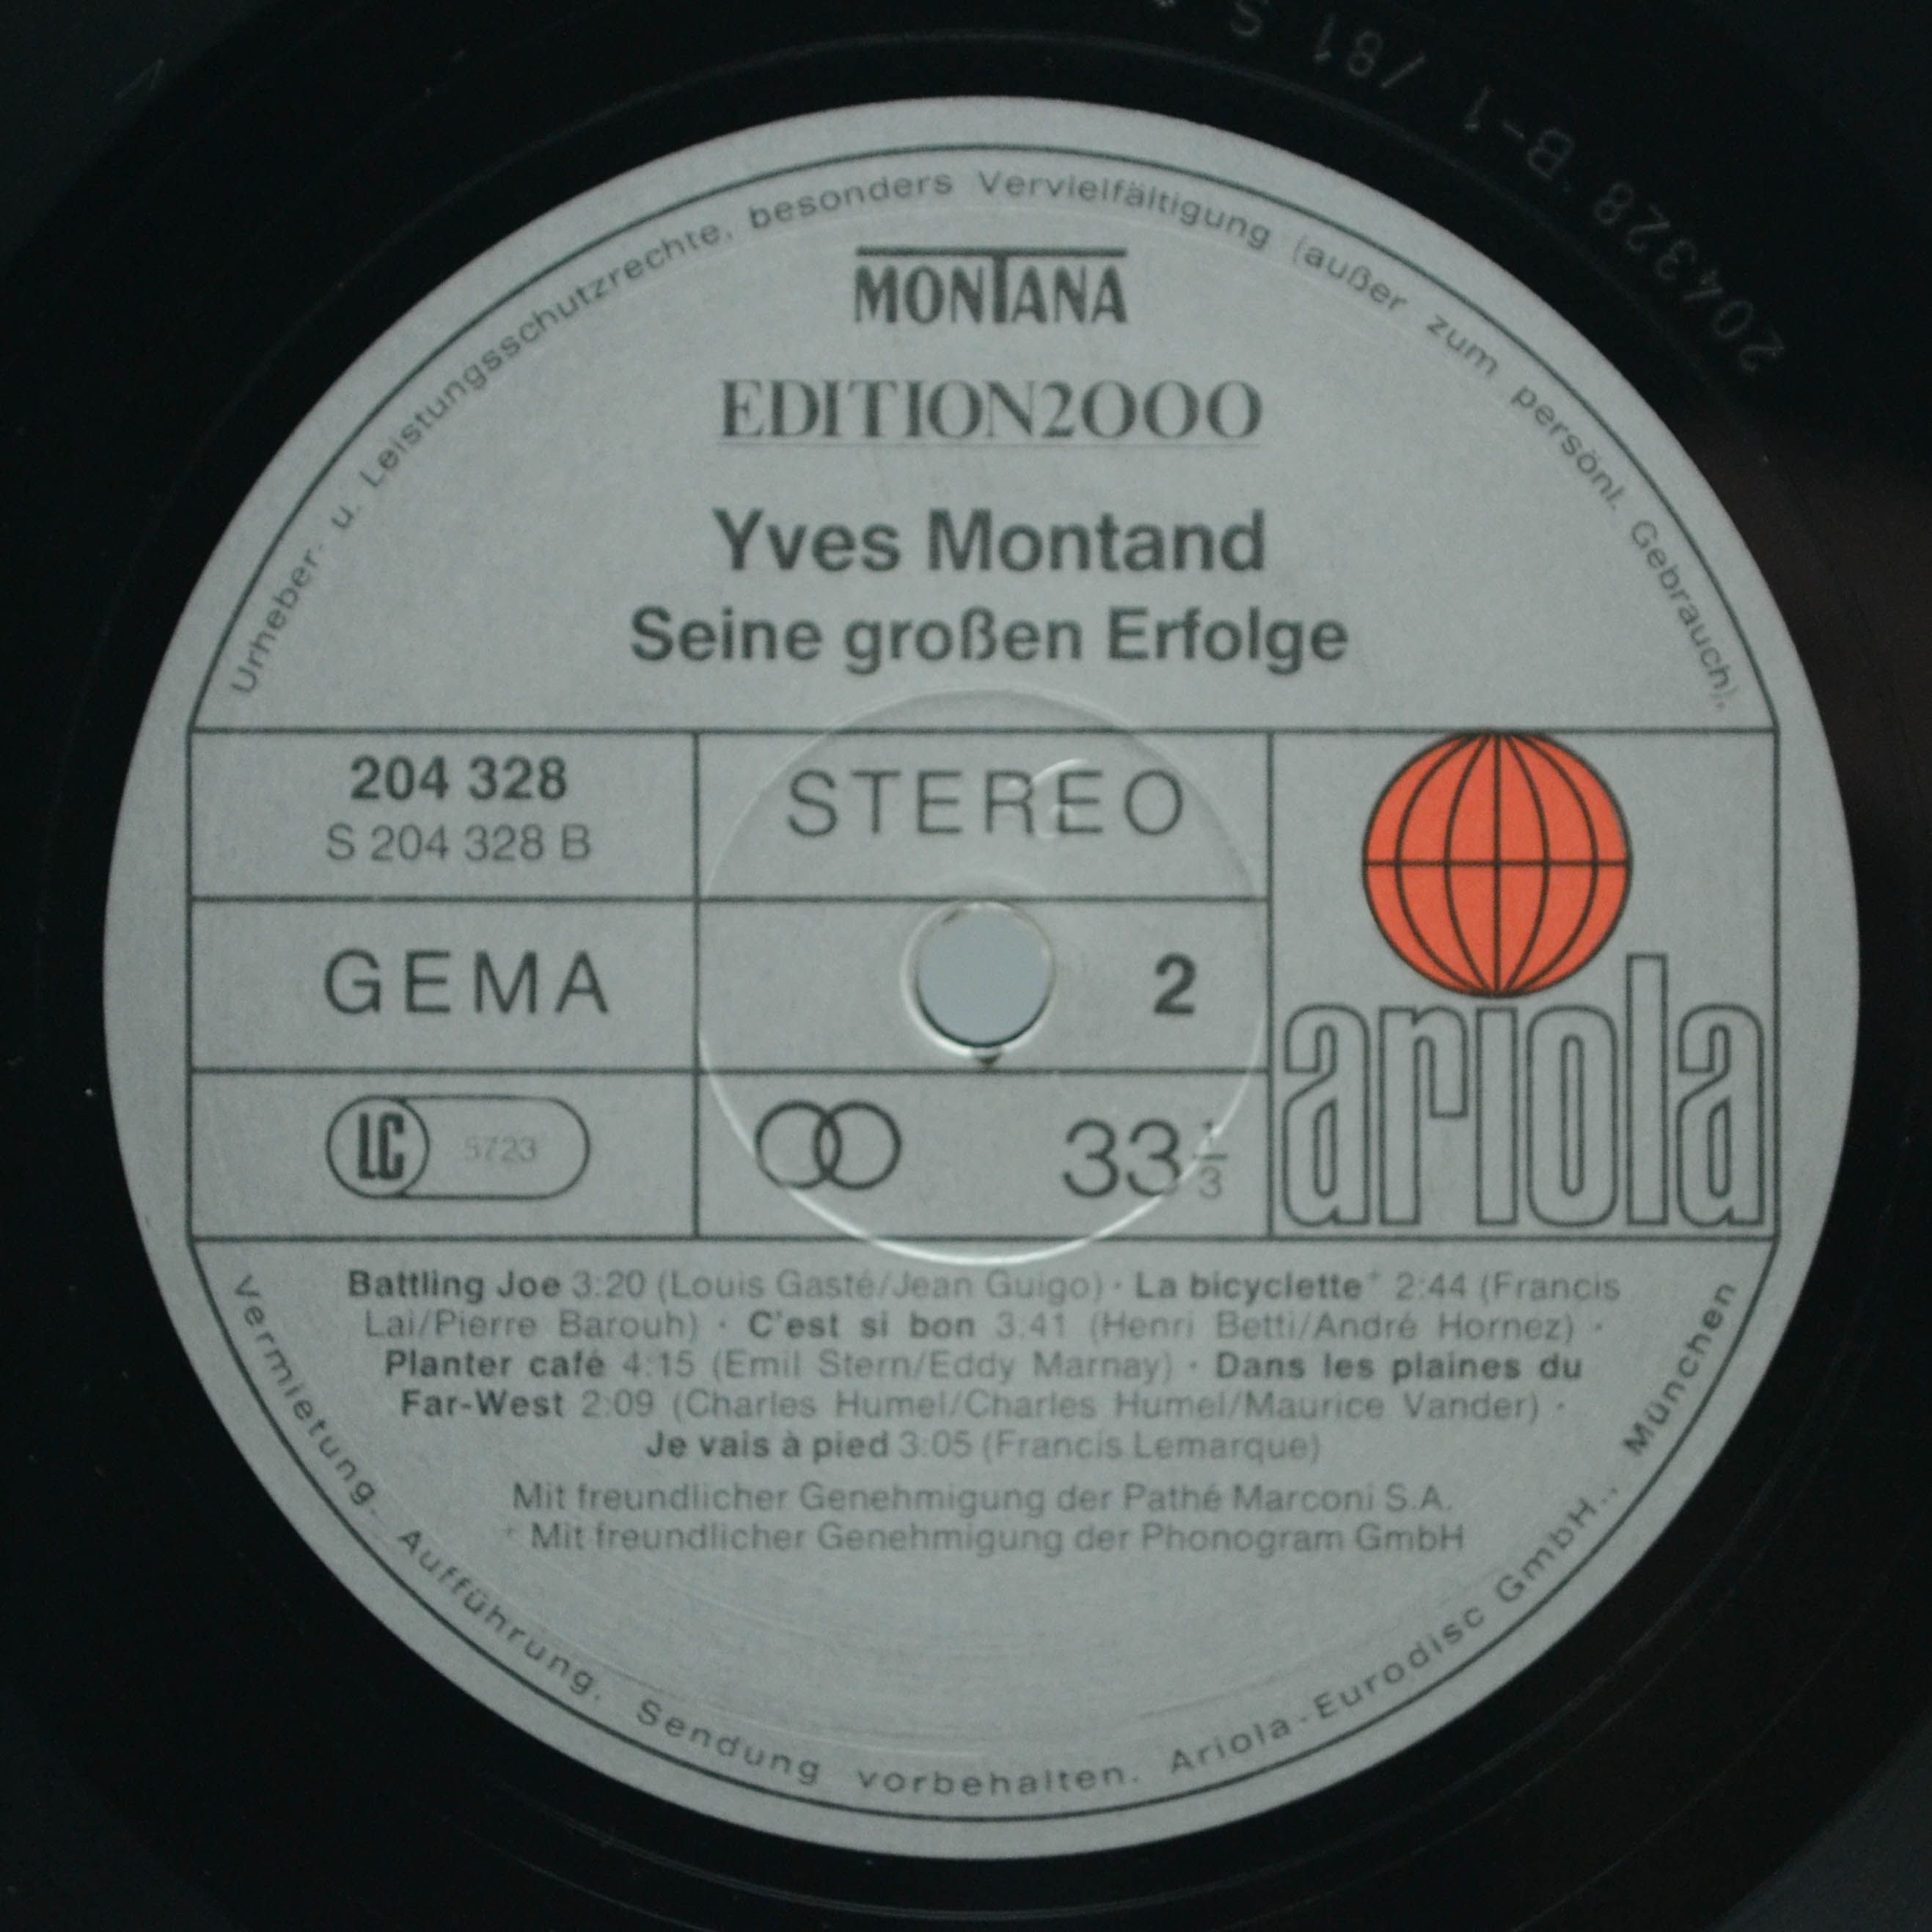 204328 B-1 /81 S
Urheber- u. Leistungsschutzrechte, besonders Vervielfältigung (außer zum persönl. Gebrauch),
MONTANA
EDITION2000
Yves Montand
Seine großen Erfolge
204 328
S 204 328 B
STEREO
GEMA
2
LC 5723
33 1/3
ariola
Battling Joe 3:20 (Louis Gasté/Jean Guigo) · La bicyclette+ 2:44 (Francis
Lai/Pierre Barouh) · C'est si bon 3:41 (Henri Betti/André Hornez) ·
Planter café 4:15 (Emil Stern/Eddy Marnay) · Dans les plaines du
Far-West 2:09 (Charles Humel/Charles Humel/Maurice Vander) ·
Je vais à pied 3:05 (Francis Lemarque)
Mit freundlicher Genehmigung der Pathé Marconi S.A.
+ Mit freundlicher Genehmigung der Phonogram GmbH
Vermietung. Aufführung. Sendung vorbehalten. Ariola-Eurodisc GmbH., München